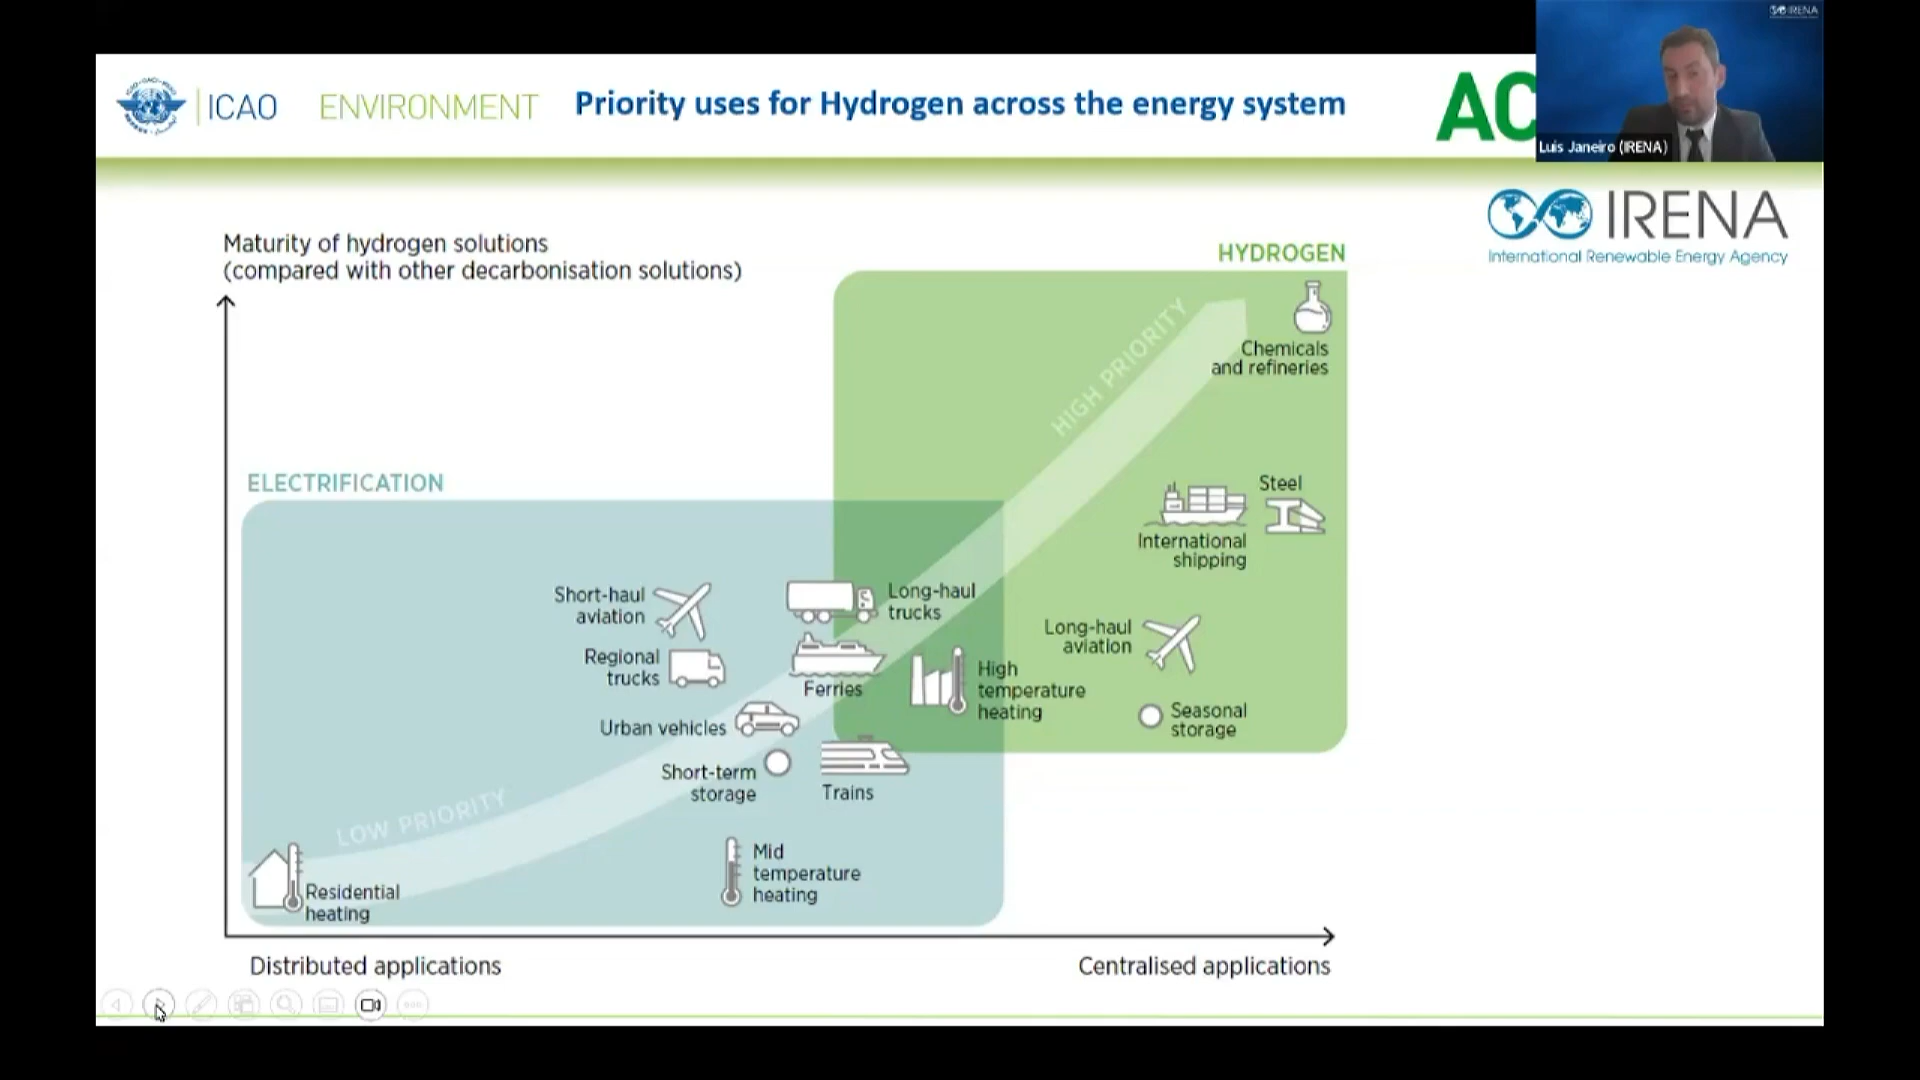 IRENA
ICAO
ENVIRONMENT
Priority uses for Hydrogen across the energy system
AC
Luis Janeiro (IRENA)
IRENA
International Renewable Energy Agency
Maturity of hydrogen solutions
(compared with other decarbonisation solutions)
HYDROGEN
HIGH PRIORITY
Chemicals
and refineries
ELECTRIFICATION
Steel
International
shipping
Short-haul
aviation
Long-haul
trucks
Long-haul
aviation
Regional
trucks
Ferries
High
temperature
heating
Seasonal
storage
Urban vehicles
Short-term
storage
Trains
LOW PRIORITY
Mid
temperature
heating
Residential
heating
Distributed applications
Centralised applications